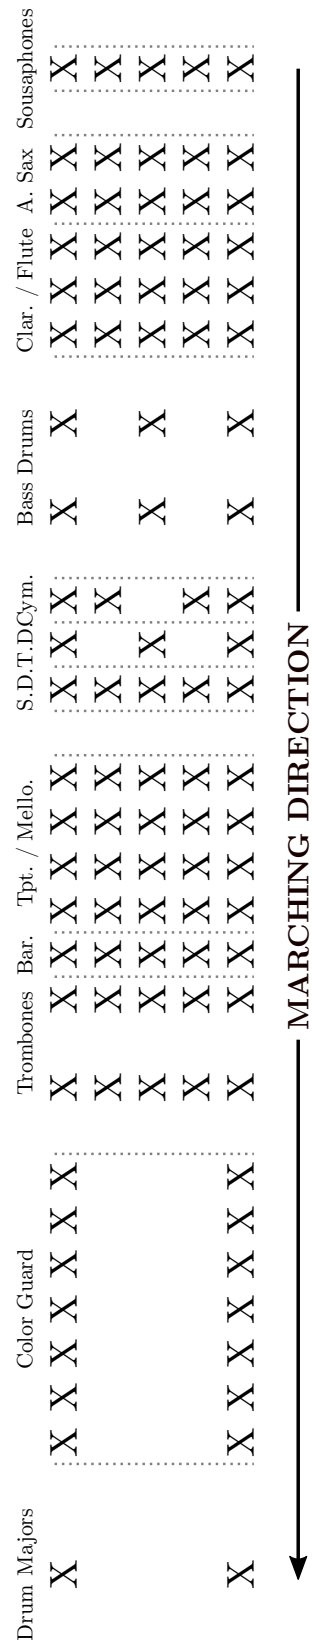 Drum Majors Color Guard Trombones Bar. Tpt. / Mello. S.D.T.D.Cym. Bass Drums Clar. / Flute A. Sax Sousaphones
X X X X X X X X X X X X X X X X X X X X X X X X X X
X X X X X X X X X X X X X X X
X X X X X X X X X X X X X X X X X
X X X X X X X X X X X X X X X
X X X X X X X X X X X X X X X X X X X X X X X X X X
MARCHING DIRECTION